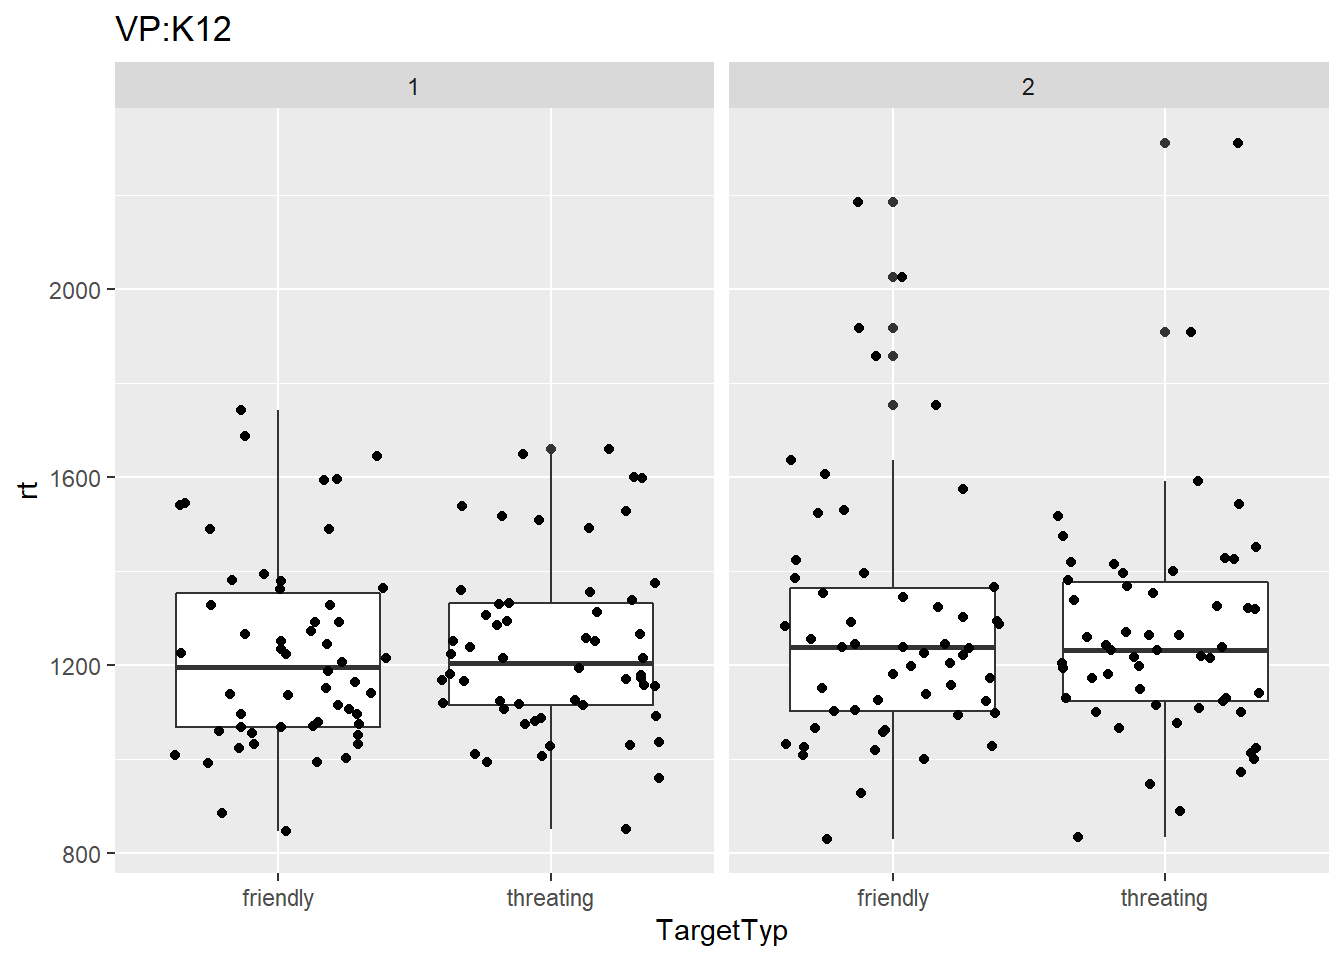 VP:K12
1 2
rt
2000
1600
1200
800
friendly threating friendly threating
TargetTyp